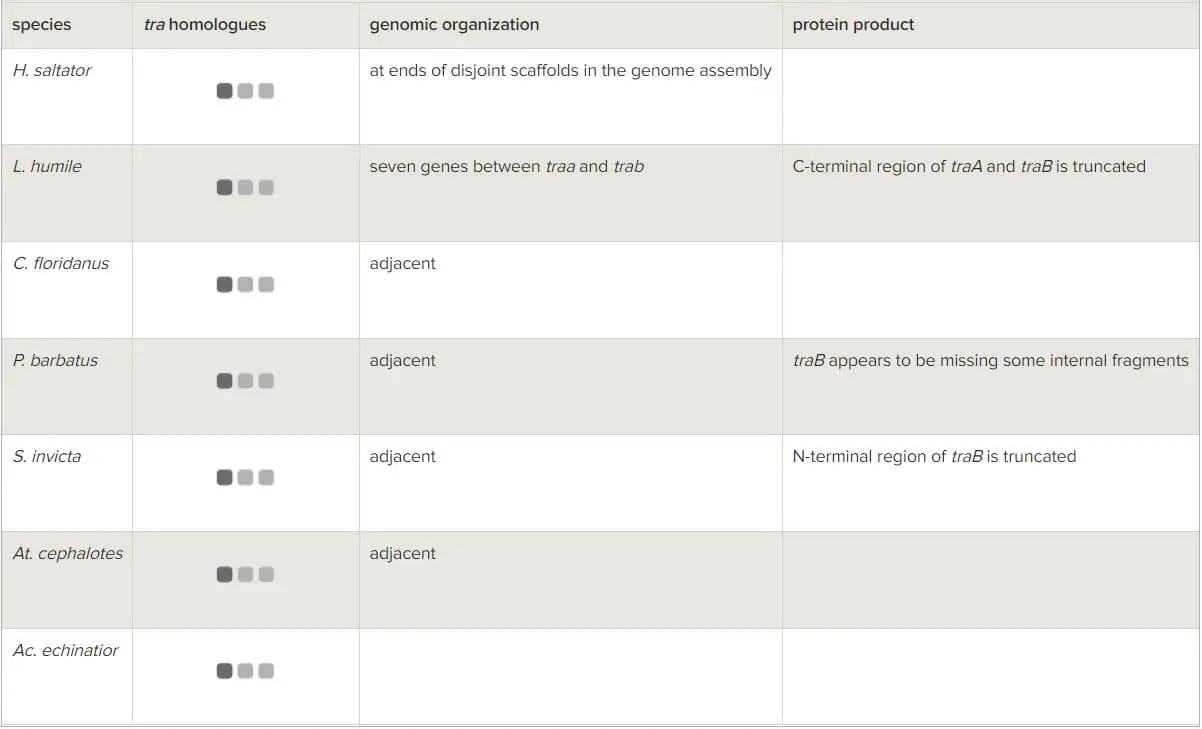 species tra homologues genomic organization protein product
H. saltator at ends of disjoint scaffolds in the genome assembly
L. humile seven genes between traa and trab C-terminal region of traA and traB is truncated
C. floridanus adjacent
P. barbatus adjacent traB appears to be missing some internal fragments
S. invicta adjacent N-terminal region of traB is truncated
At. cephalotes adjacent
Ac. echinatior